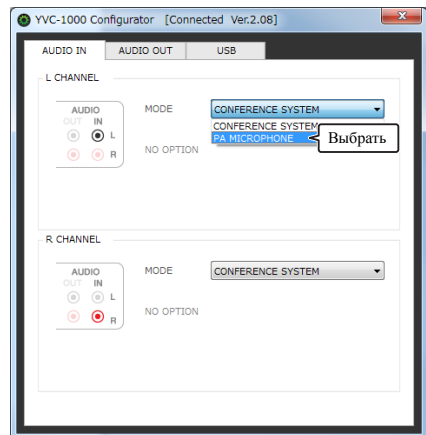 YVC-1000 Configurator [Connected Ver.2.08]
AUDIO IN AUDIO OUT USB
L CHANNEL
AUDIO
OUT IN
L
R
MODE
CONFERENCE SYSTEM
CONFERENCE SYSTEM
PA MICROPHONE
Выбрать
NO OPTION
R CHANNEL
AUDIO
OUT IN
L
R
MODE
CONFERENCE SYSTEM
NO OPTION